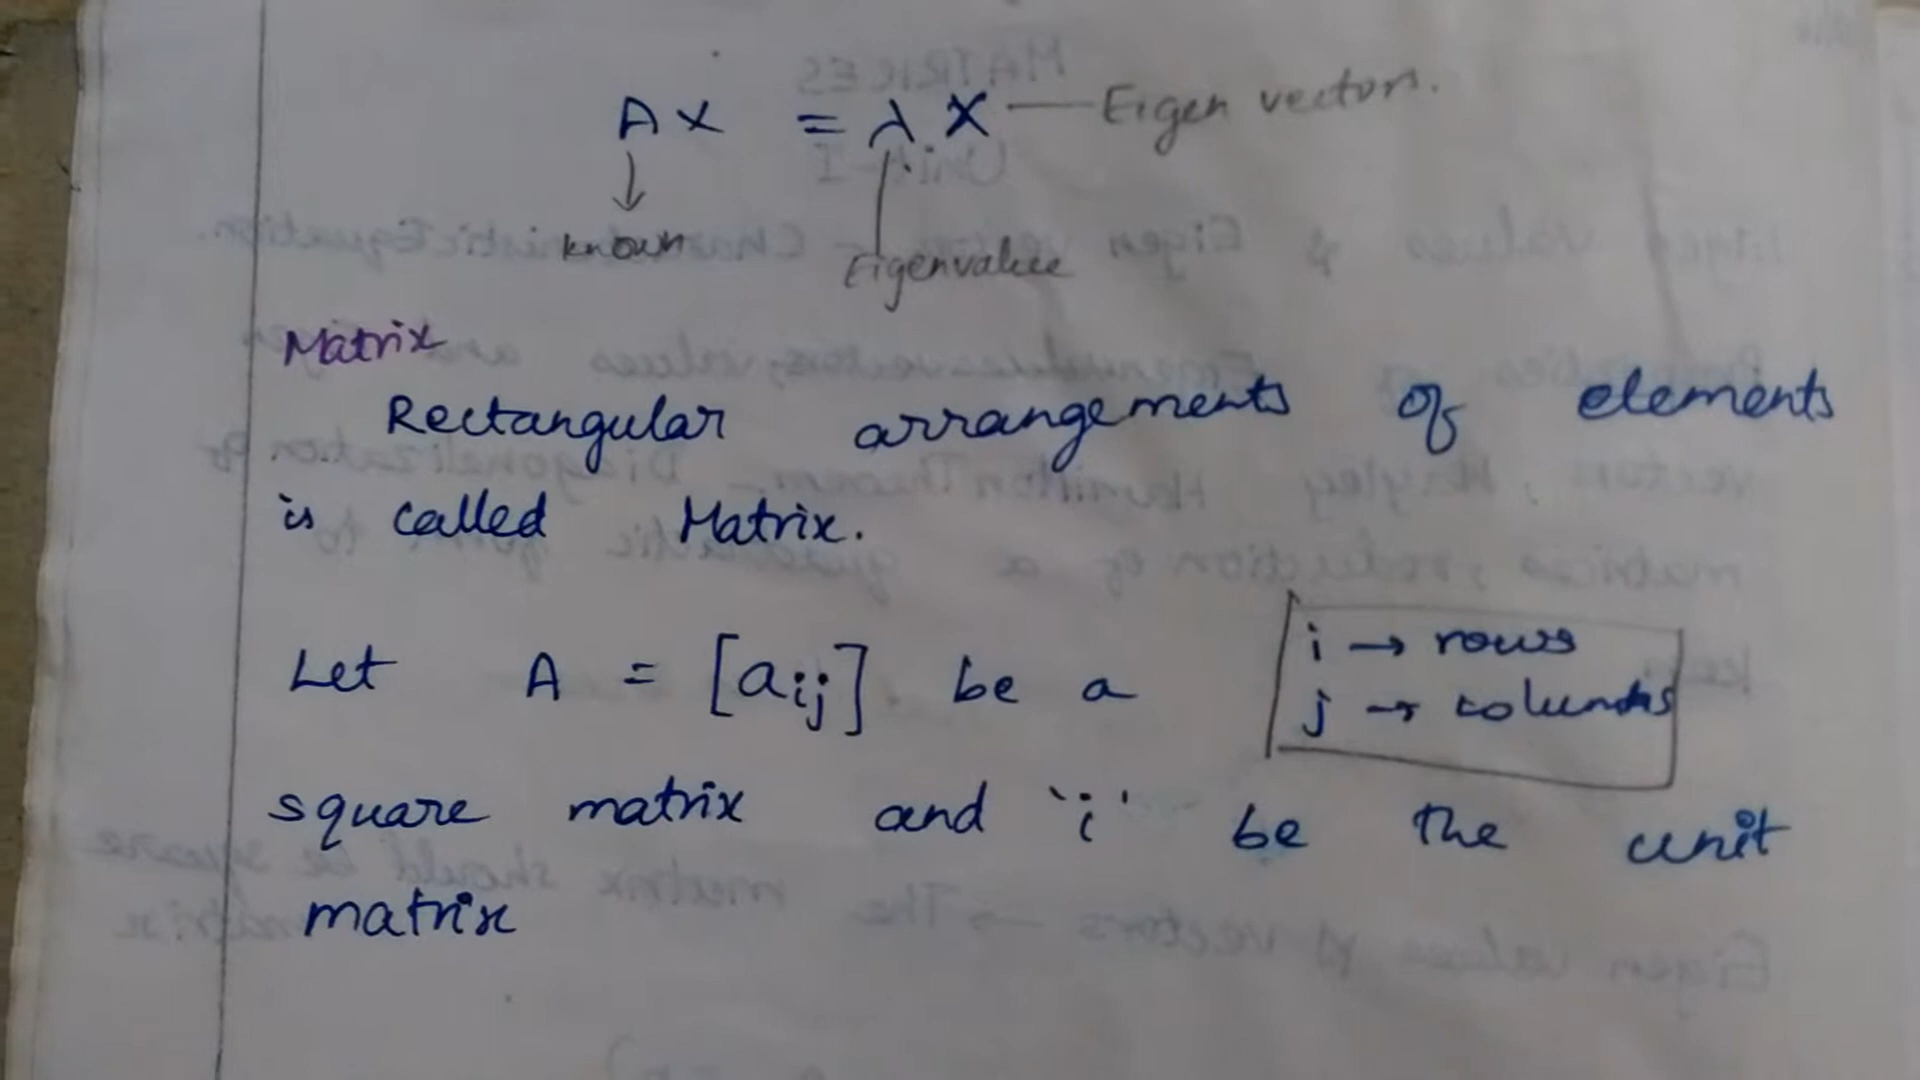 AX = λX — Eigen vectors.
↓
known
Eigenvalue
Matrix
Rectangular arrangements of elements
is called Matrix.
Let A = [aij] be a
i → rows
j → columns
square matrix and 'i' be the unit
matrix